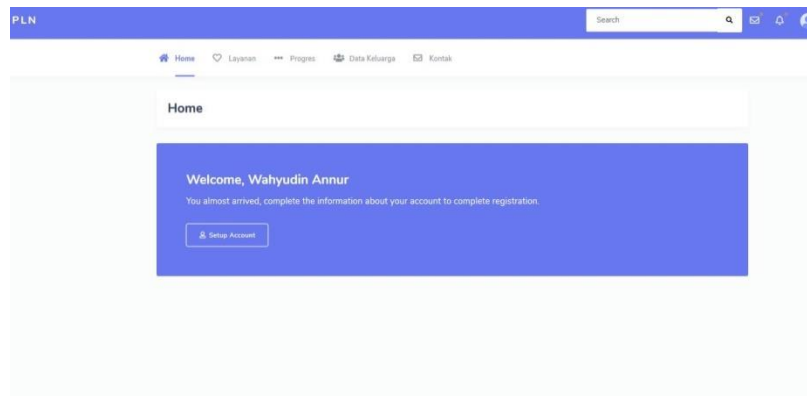 PLN
Search
Home Layanan Progres Data Keluarga Kontak
Home
Welcome, Wahyudin Annur
You almost arrived, complete the information about your account to complete registration.
Setup Account